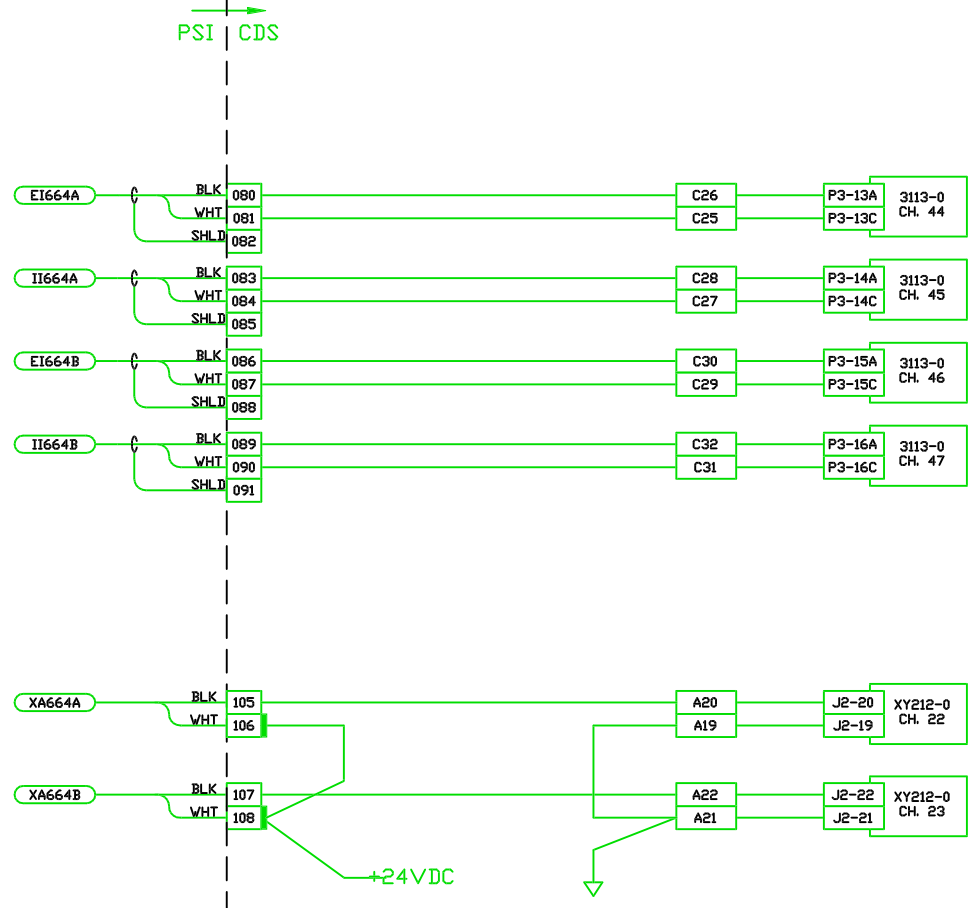 PSI CDS
EI664A BLK 080 C26 P3-13A 3113-0
WHT 081 C25 P3-13C CH. 44
SHLD 082
II664A BLK 083 C28 P3-14A 3113-0
WHT 084 C27 P3-14C CH. 45
SHLD 085
EI664B BLK 086 C30 P3-15A 3113-0
WHT 087 C29 P3-15C CH. 46
SHLD 088
II664B BLK 089 C32 P3-16A 3113-0
WHT 090 C31 P3-16C CH. 47
SHLD 091
XA664A BLK 105 A20 J2-20 XY212-0
WHT 106 A19 J2-19 CH. 22
XA664B BLK 107 A22 J2-22 XY212-0
WHT 108 A21 J2-21 CH. 23
+24VDC